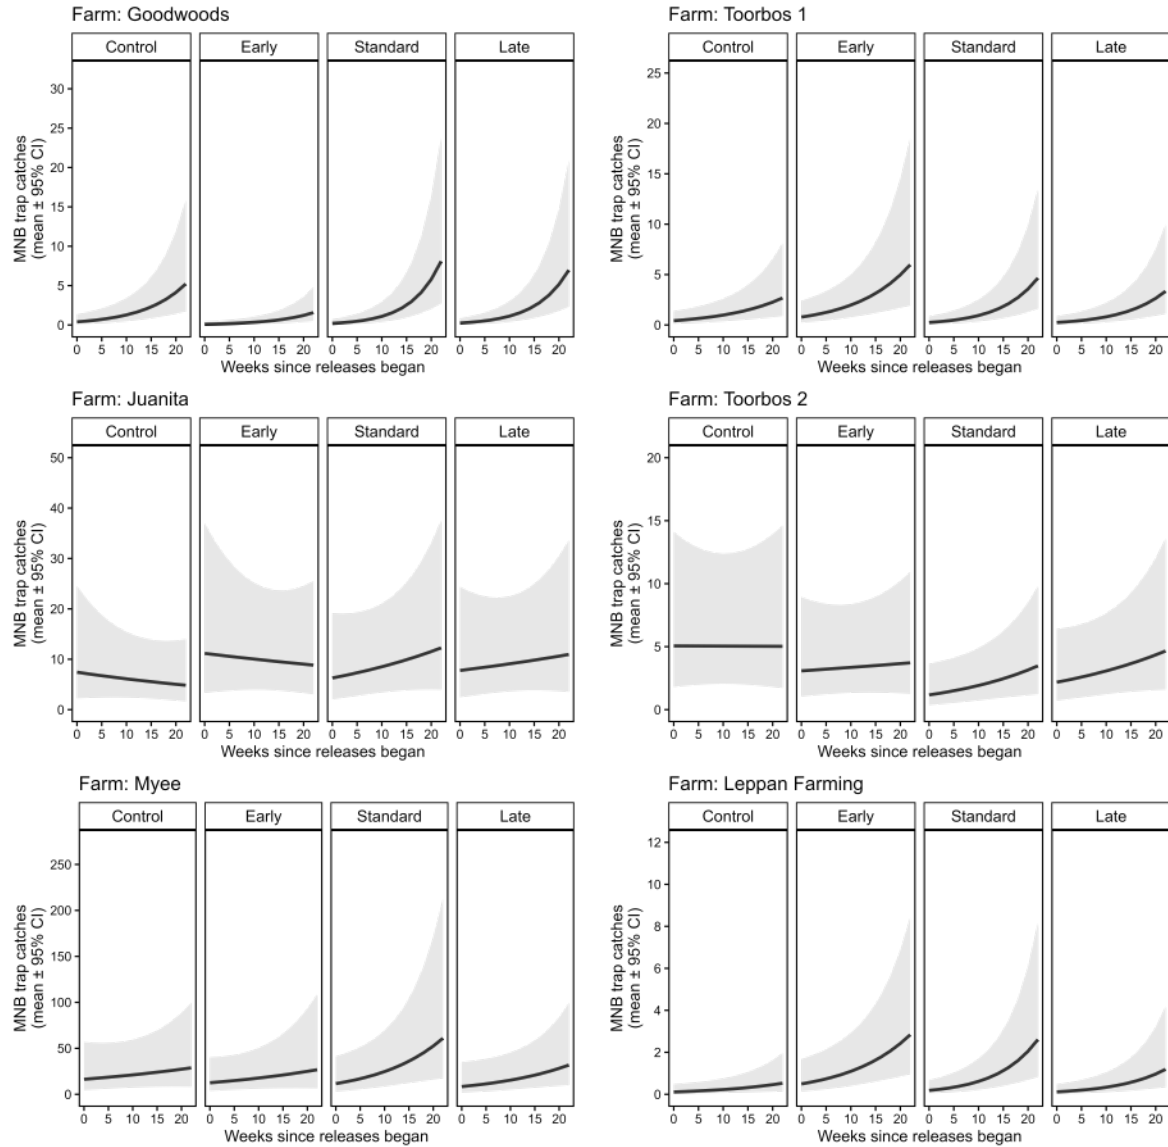 Farm: Goodwoods
Control Early Standard Late
MNB trap catches
(mean ± 95% CI)
30
25
20
15
10
5
0
0 5 10 15 20 0 5 10 15 20 0 5 10 15 20 0 5 10 15 20
Weeks since releases began
Farm: Toorbos 1
Control Early Standard Late
MNB trap catches
(mean ± 95% CI)
25
20
15
10
5
0
0 5 10 15 20 0 5 10 15 20 0 5 10 15 20 0 5 10 15 20
Weeks since releases began
Farm: Juanita
Control Early Standard Late
MNB trap catches
(mean ± 95% CI)
50
40
30
20
10
0
0 5 10 15 20 0 5 10 15 20 0 5 10 15 20 0 5 10 15 20
Weeks since releases began
Farm: Toorbos 2
Control Early Standard Late
MNB trap catches
(mean ± 95% CI)
20
15
10
5
0
0 5 10 15 20 0 5 10 15 20 0 5 10 15 20 0 5 10 15 20
Weeks since releases began
Farm: Myee
Control Early Standard Late
MNB trap catches
(mean ± 95% CI)
250
200
150
100
50
0
0 5 10 15 20 0 5 10 15 20 0 5 10 15 20 0 5 10 15 20
Weeks since releases began
Farm: Leppan Farming
Control Early Standard Late
MNB trap catches
(mean ± 95% CI)
12
10
8
6
4
2
0
0 5 10 15 20 0 5 10 15 20 0 5 10 15 20 0 5 10 15 20
Weeks since releases began